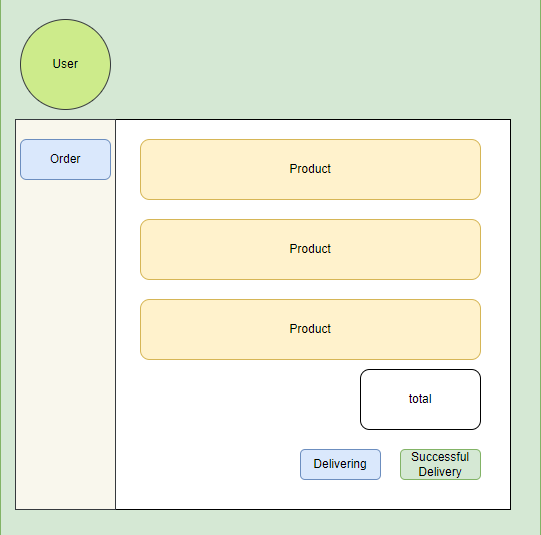 User
Order
Product
Product
Product
total
Delivering
Successful
Delivery